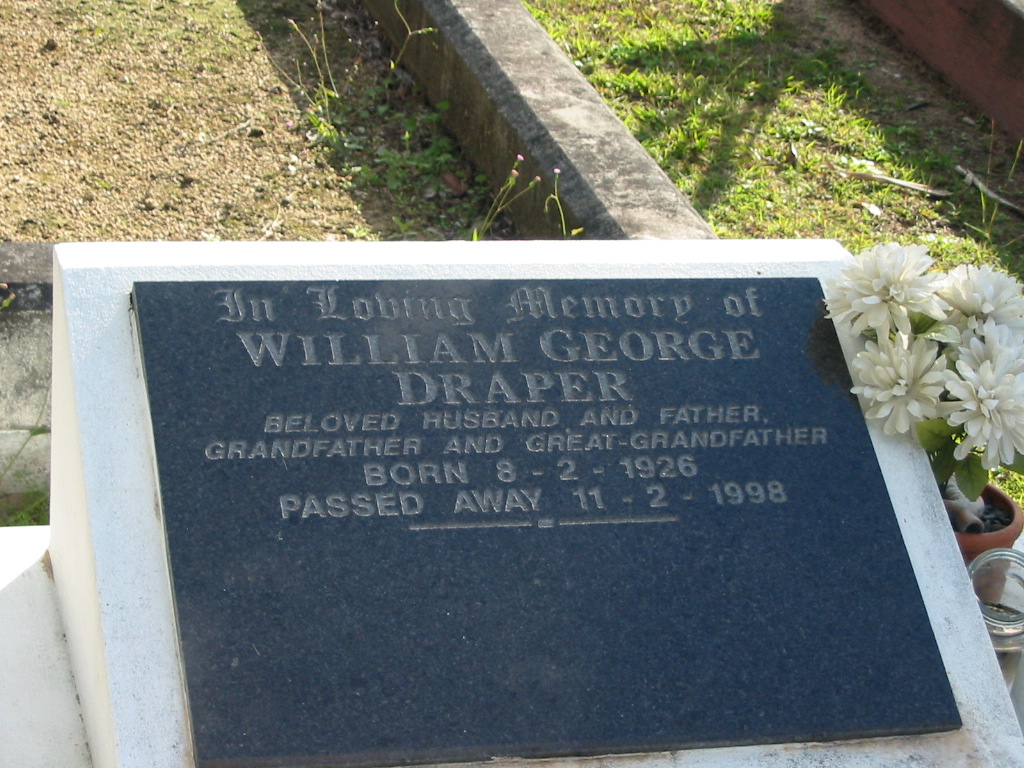 In Loving Memory of
WILLIAM GEORGE
DRAPER
BELOVED HUSBAND AND FATHER,
GRANDFATHER AND GREAT-GRANDFATHER
BORN 8 - 2 - 1926
PASSED AWAY 11 - 2 - 1998